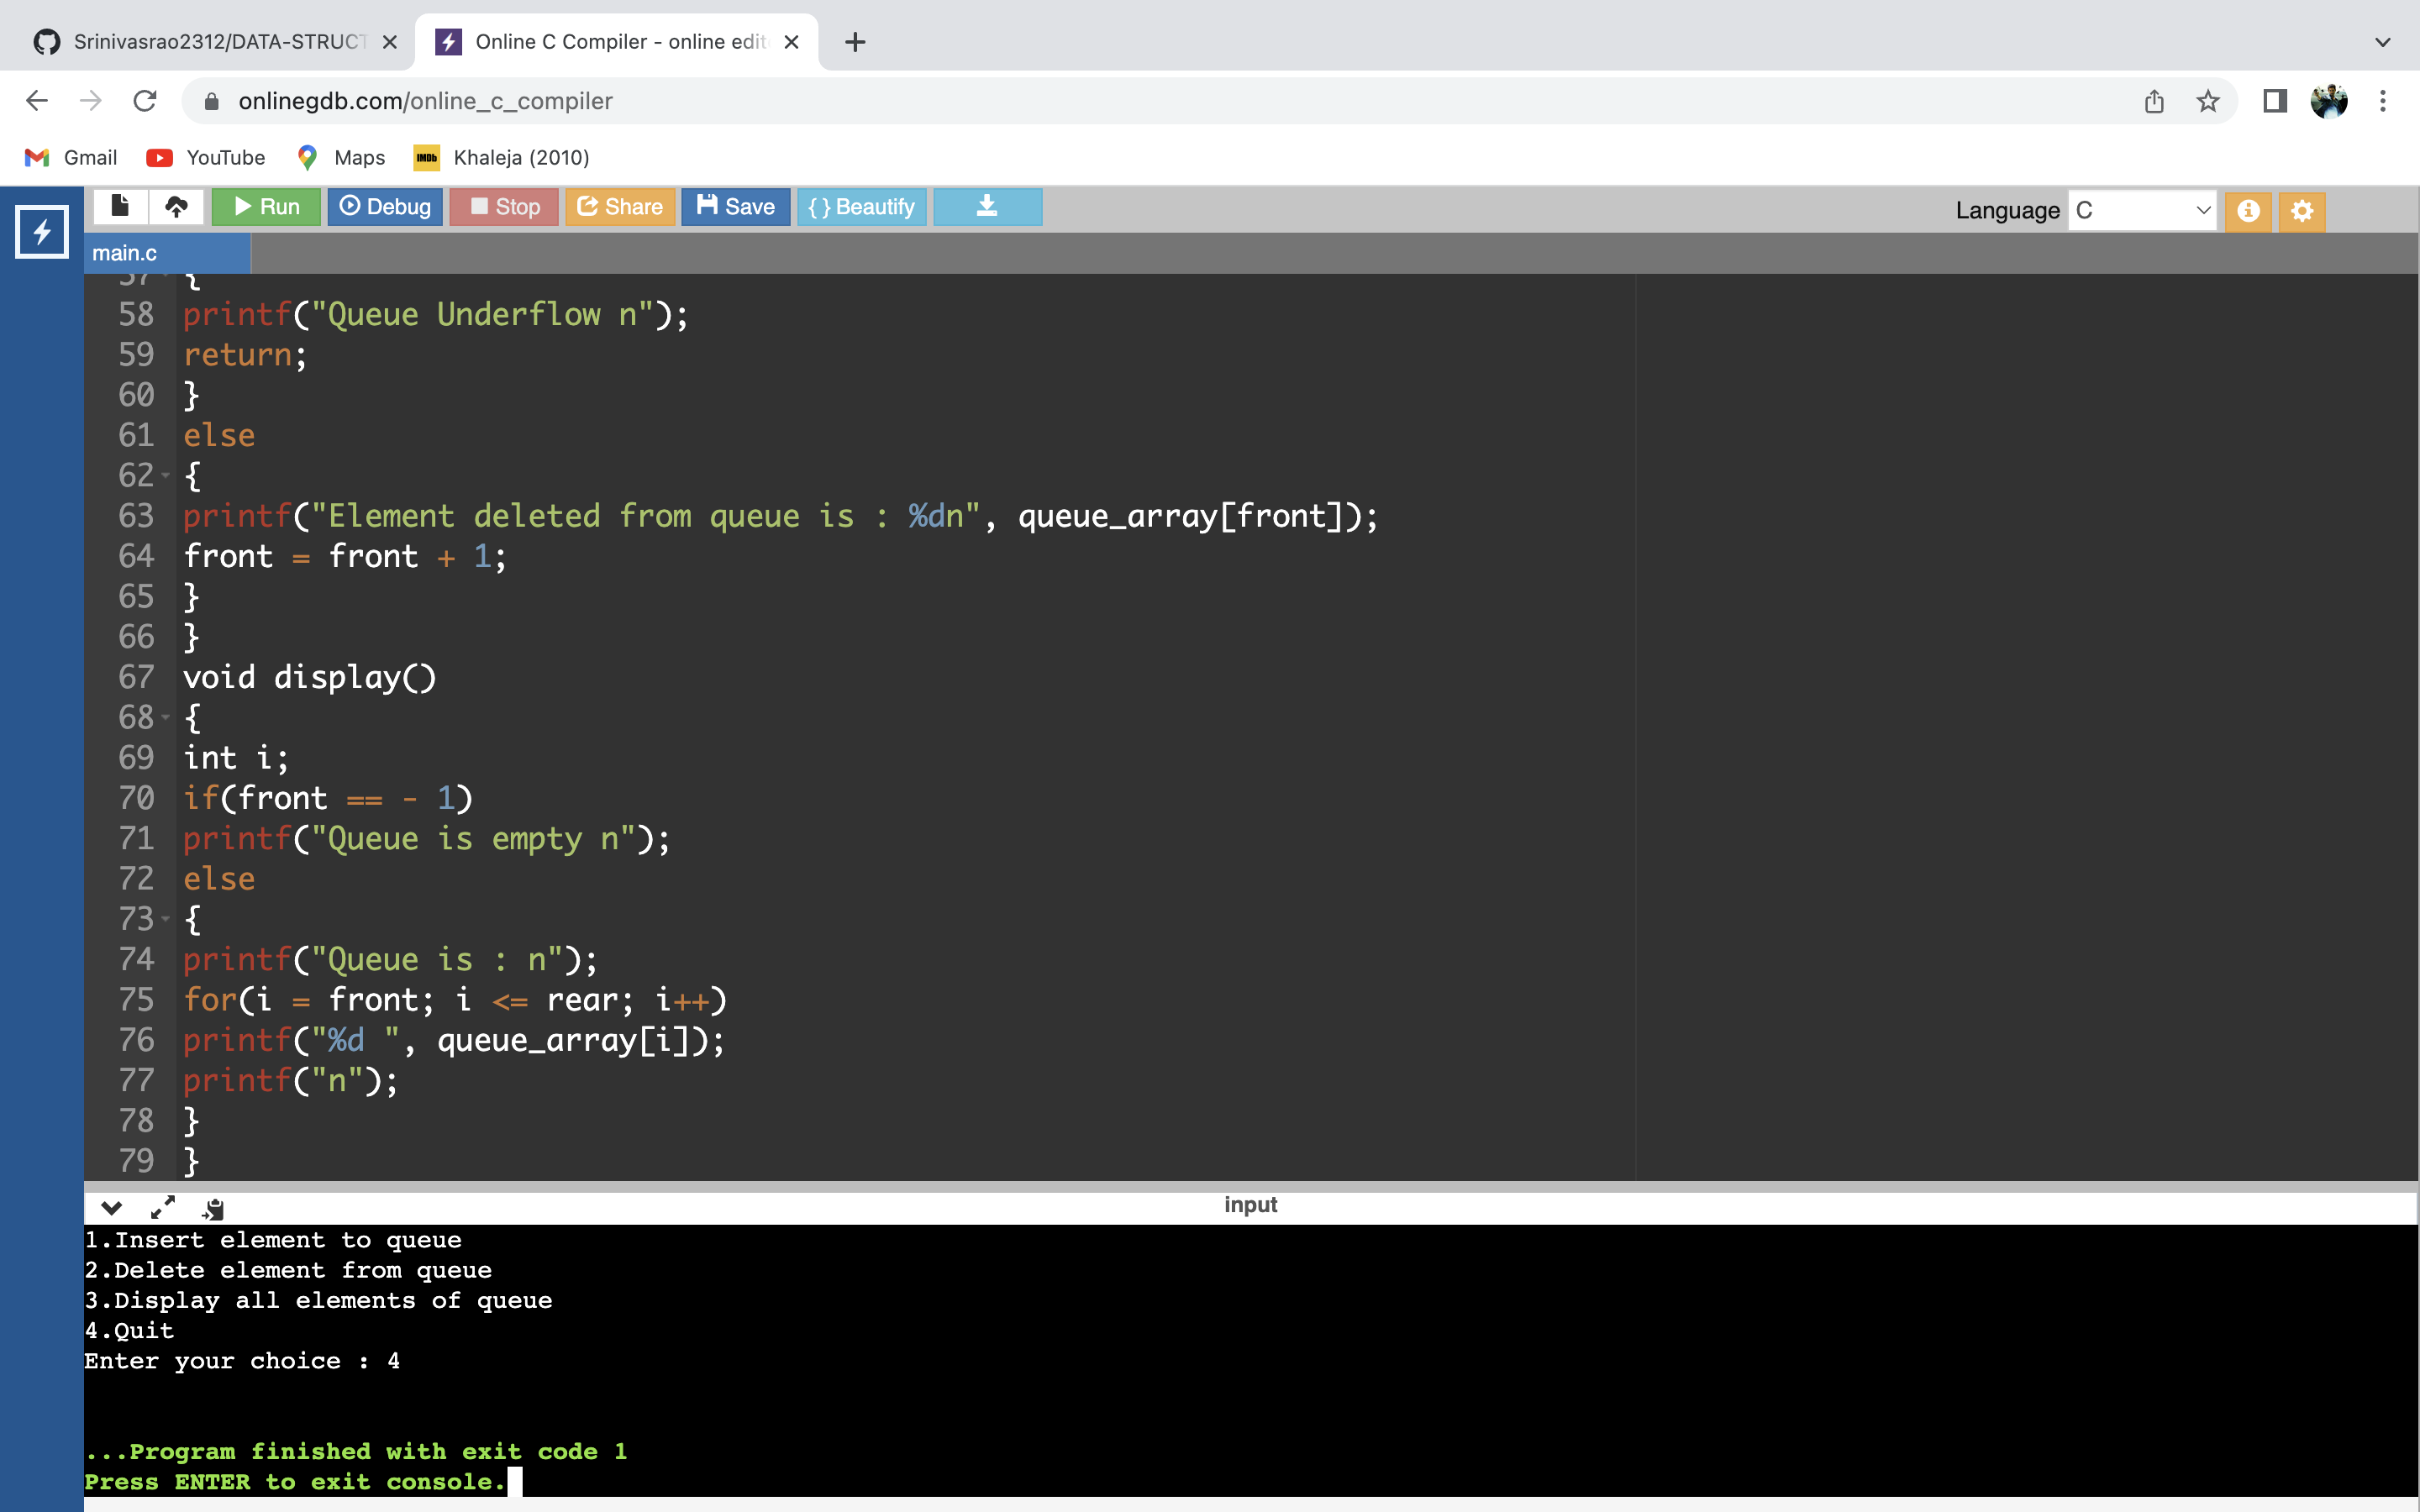 Srinivasrao2312/DATA-STRUCT
Online C Compiler - online edit
onlinegdb.com/online_c_compiler
Gmail YouTube Maps IMDb Khaleja (2010)
Run Debug Stop Share Save { } Beautify Language C
main.c
57 {
58 printf("Queue Underflow n");
59 return;
60 }
61 else
62 {
63 printf("Element deleted from queue is : %dn", queue_array[front]);
64 front = front + 1;
65 }
66 }
67 void display()
68 {
69 int i;
70 if(front == - 1)
71 printf("Queue is empty n");
72 else
73 {
74 printf("Queue is : n");
75 for(i = front; i <= rear; i++)
76 printf("%d ", queue_array[i]);
77 printf("n");
78 }
79 }
input
1.Insert element to queue
2.Delete element from queue
3.Display all elements of queue
4.Quit
Enter your choice : 4
...Program finished with exit code 1
Press ENTER to exit console.